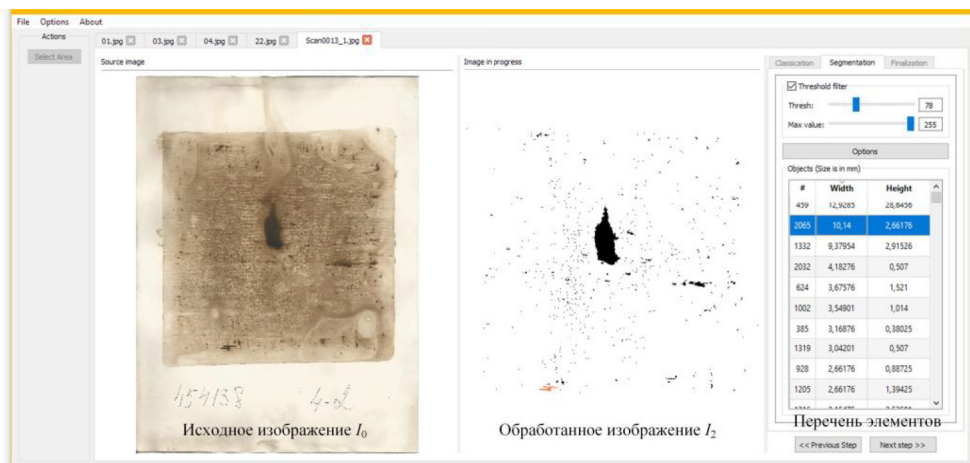 File Options About
Actions
Select Area
01.jpg
03.jpg
04.jpg
22.jpg
Scan0013_1.jpg
Source image
454138 4-2
Исходное изображение I₀
Image in progress
Обработанное изображение I₂
Classication Segmentation Finalization
Threshold filter
Thresh: 78
Max value: 255
Options
Objects (Size is in mm)
# Width Height
459 12,9285 28,6456
2065 10,14 2,66176
1332 9,37954 2,91526
2032 4,18276 0,507
624 3,67576 1,521
1002 3,54901 1,014
385 3,16876 0,38025
1319 3,04201 0,507
928 2,66176 0,88725
1205 2,66176 1,39425
Перечень элементов
<< Previous Step Next step >>